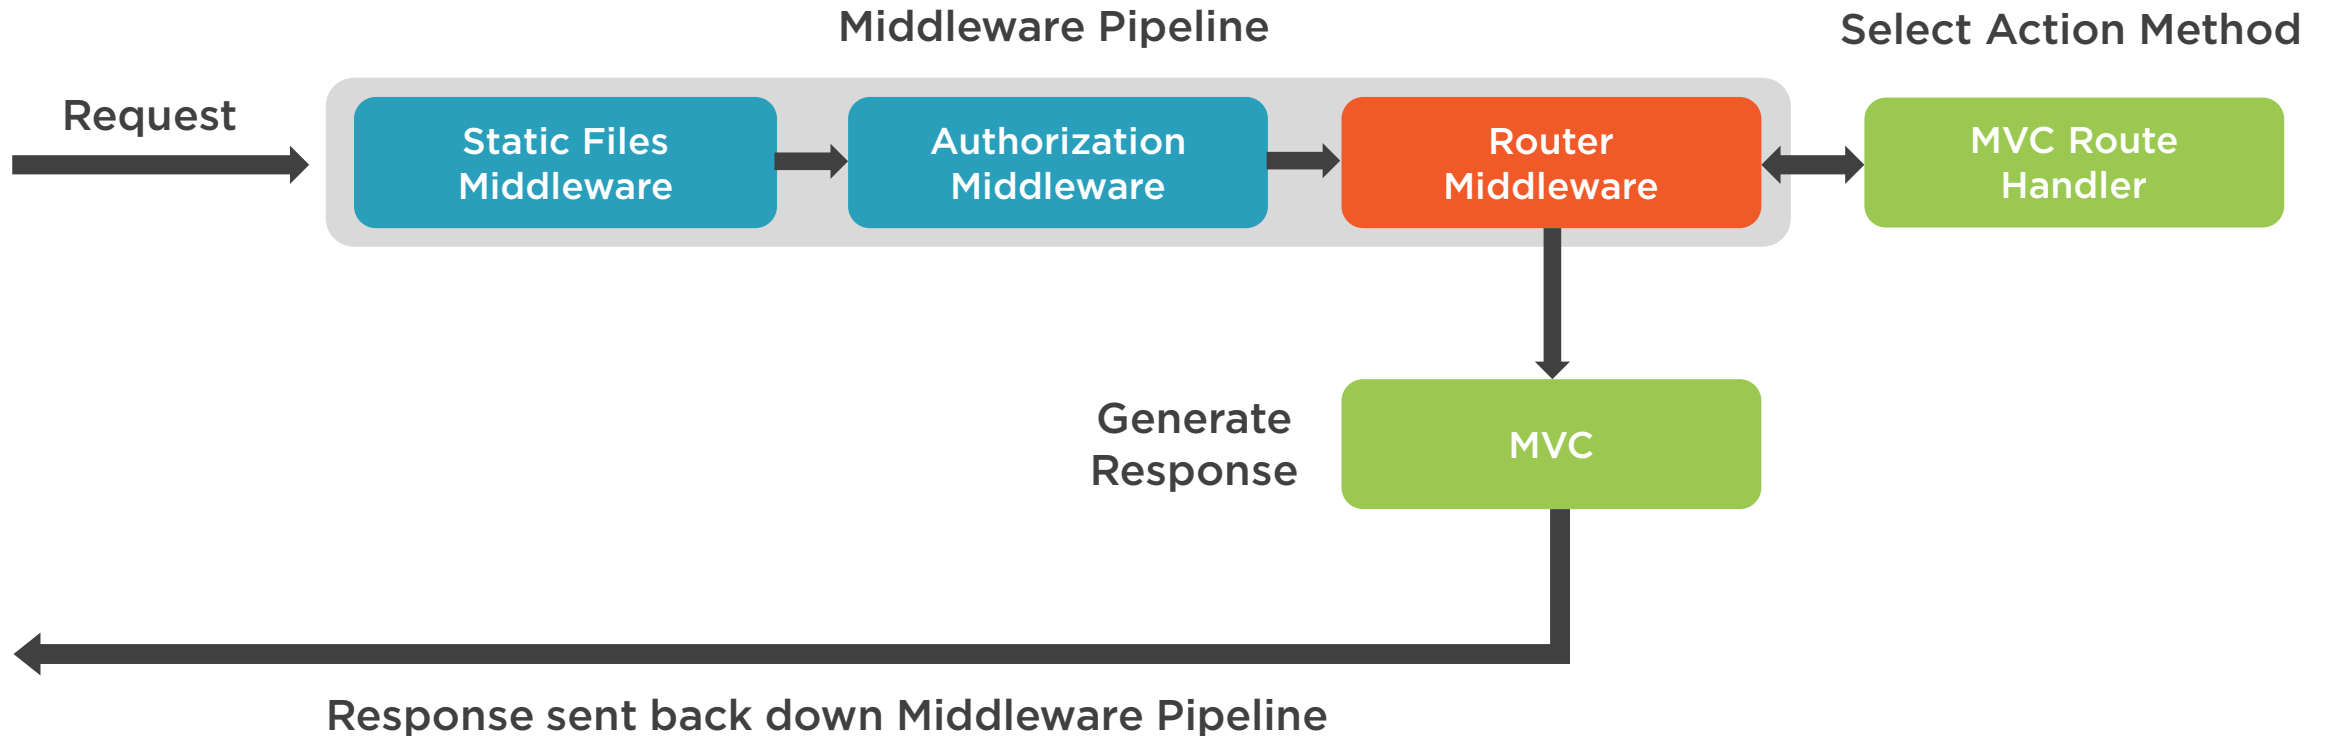 Middleware Pipeline
Select Action Method
Request
Static Files
Middleware
Authorization
Middleware
Router
Middleware
MVC Route
Handler
Generate
Response
MVC
Response sent back down Middleware Pipeline